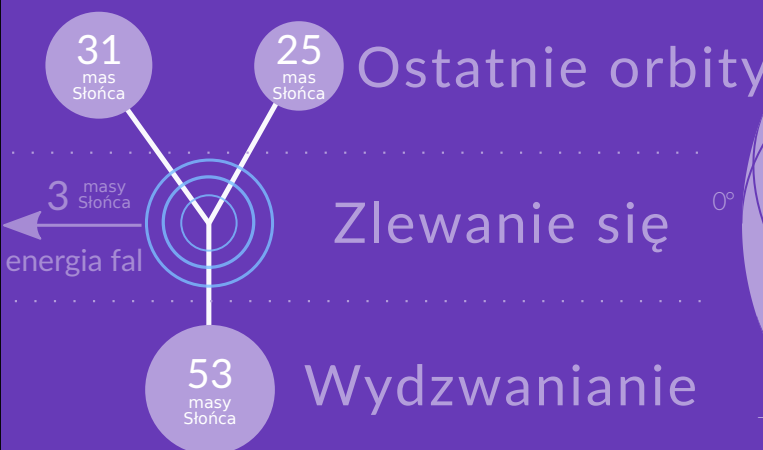 31
mas
Słońca
25
mas
Słońca
Ostatnie orbity
3 masy
Słońca
energia fal
Zlewanie się
0°
53
masy
Słońca
Wydzwanianie